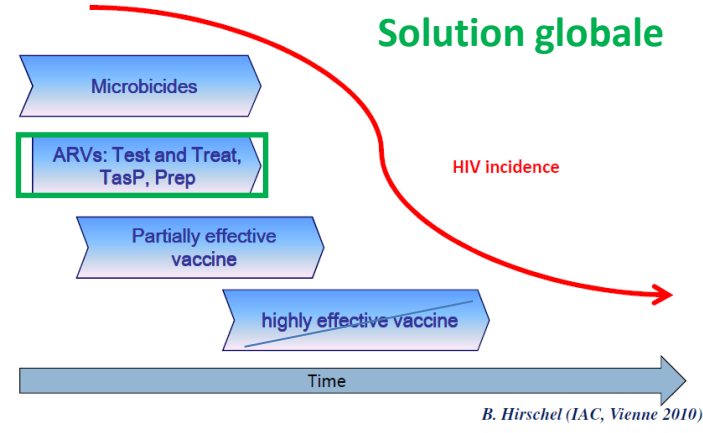 Solution globale
Microbicides
ARVs: Test and Treat,
TasP, Prep
HIV incidence
Partially effective
vaccine
highly effective vaccine
Time
B. Hirschel (IAC, Vienne 2010)